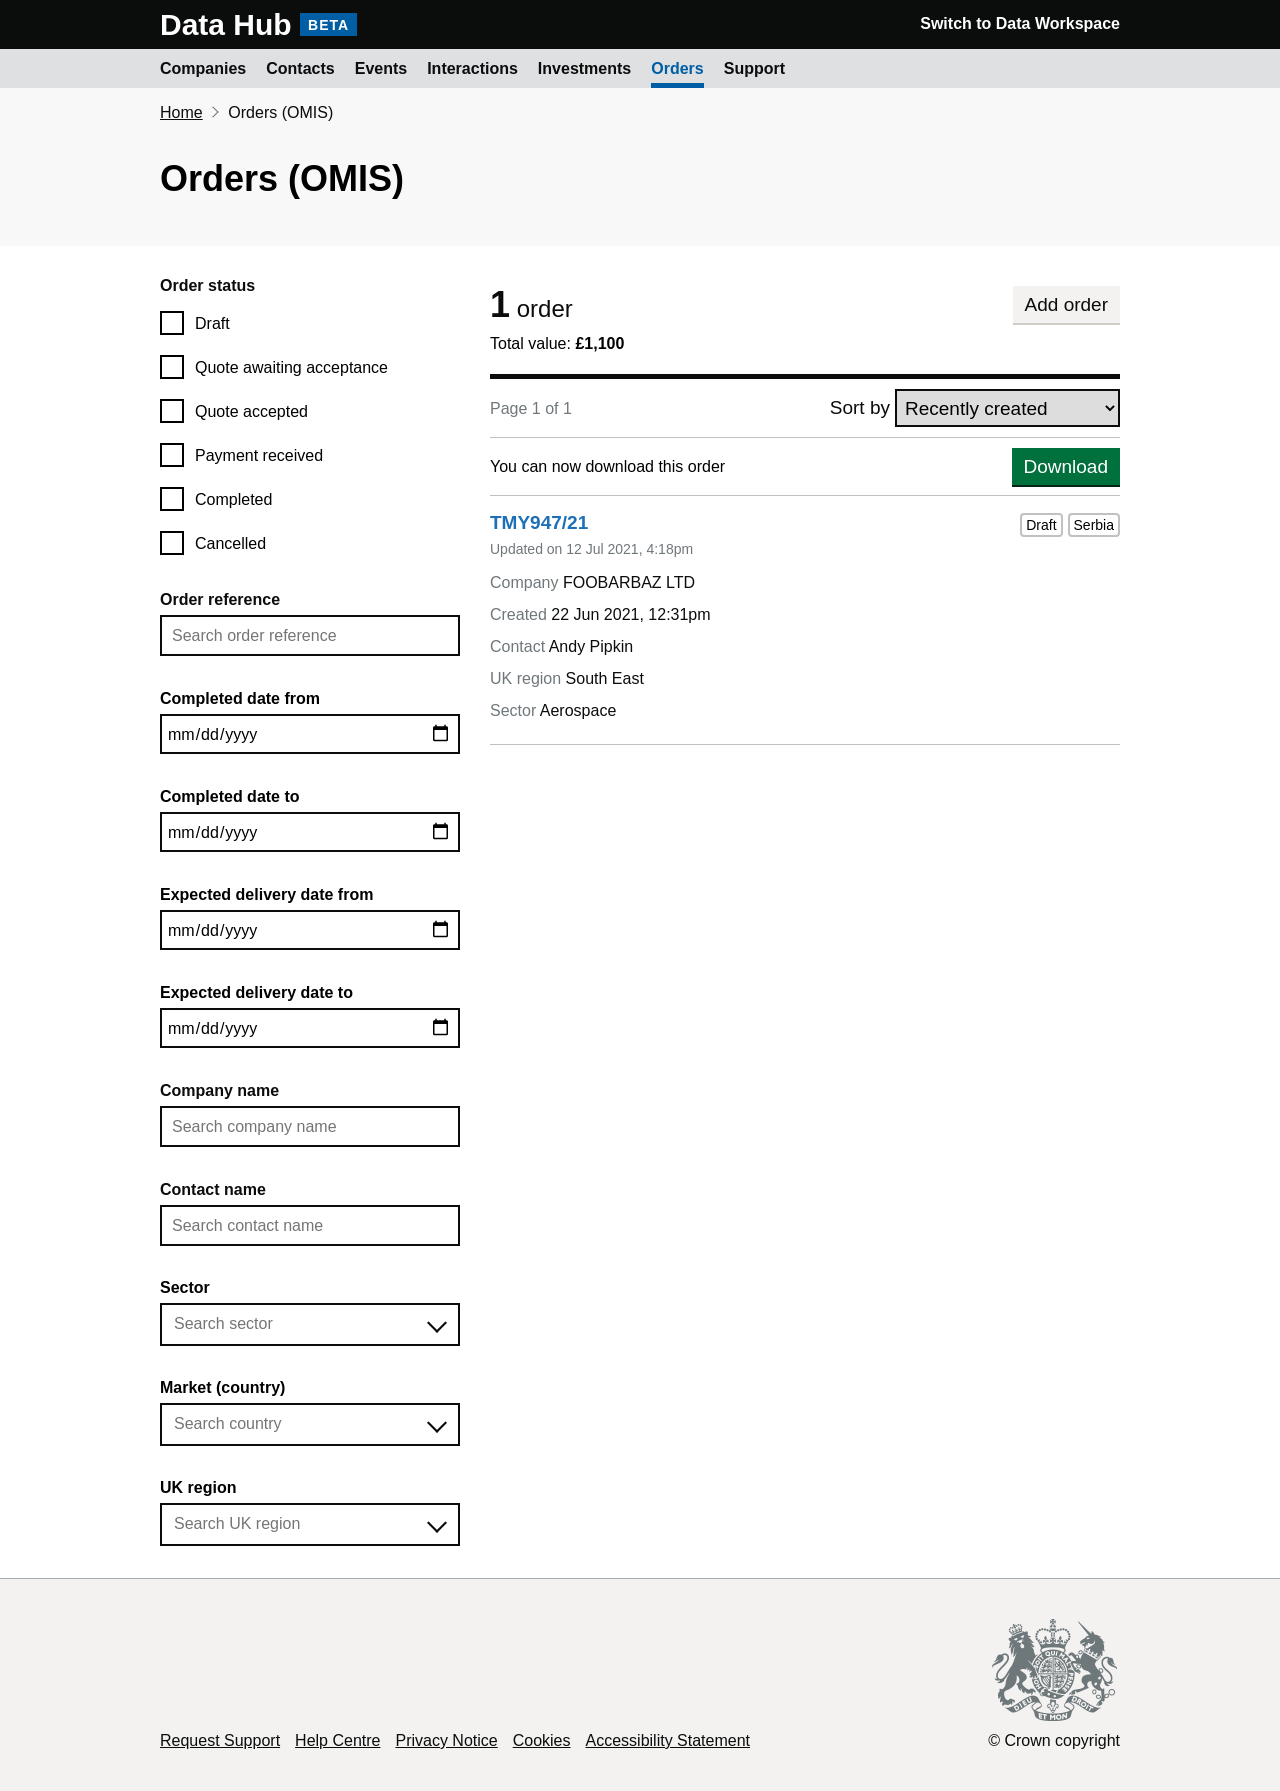 Data Hub BETA
Switch to Data Workspace
Companies Contacts Events Interactions Investments Orders Support
Home Orders (OMIS)
Orders (OMIS)
Order status
Draft
Quote awaiting acceptance
Quote accepted
Payment received
Completed
Cancelled
Order reference
Search order reference
Completed date from
mm/dd/yyyy
Completed date to
mm/dd/yyyy
Expected delivery date from
mm/dd/yyyy
Expected delivery date to
mm/dd/yyyy
Company name
Search company name
Contact name
Search contact name
Sector
Search sector
Market (country)
Search country
UK region
Search UK region
1 order
Add order
Total value: £1,100
Page 1 of 1
Sort by Recently created
You can now download this order
Download
TMY947/21
Draft Serbia
Updated on 12 Jul 2021, 4:18pm
Company FOOBARBAZ LTD
Created 22 Jun 2021, 12:31pm
Contact Andy Pipkin
UK region South East
Sector Aerospace
Request Support Help Centre Privacy Notice Cookies Accessibility Statement
© Crown copyright